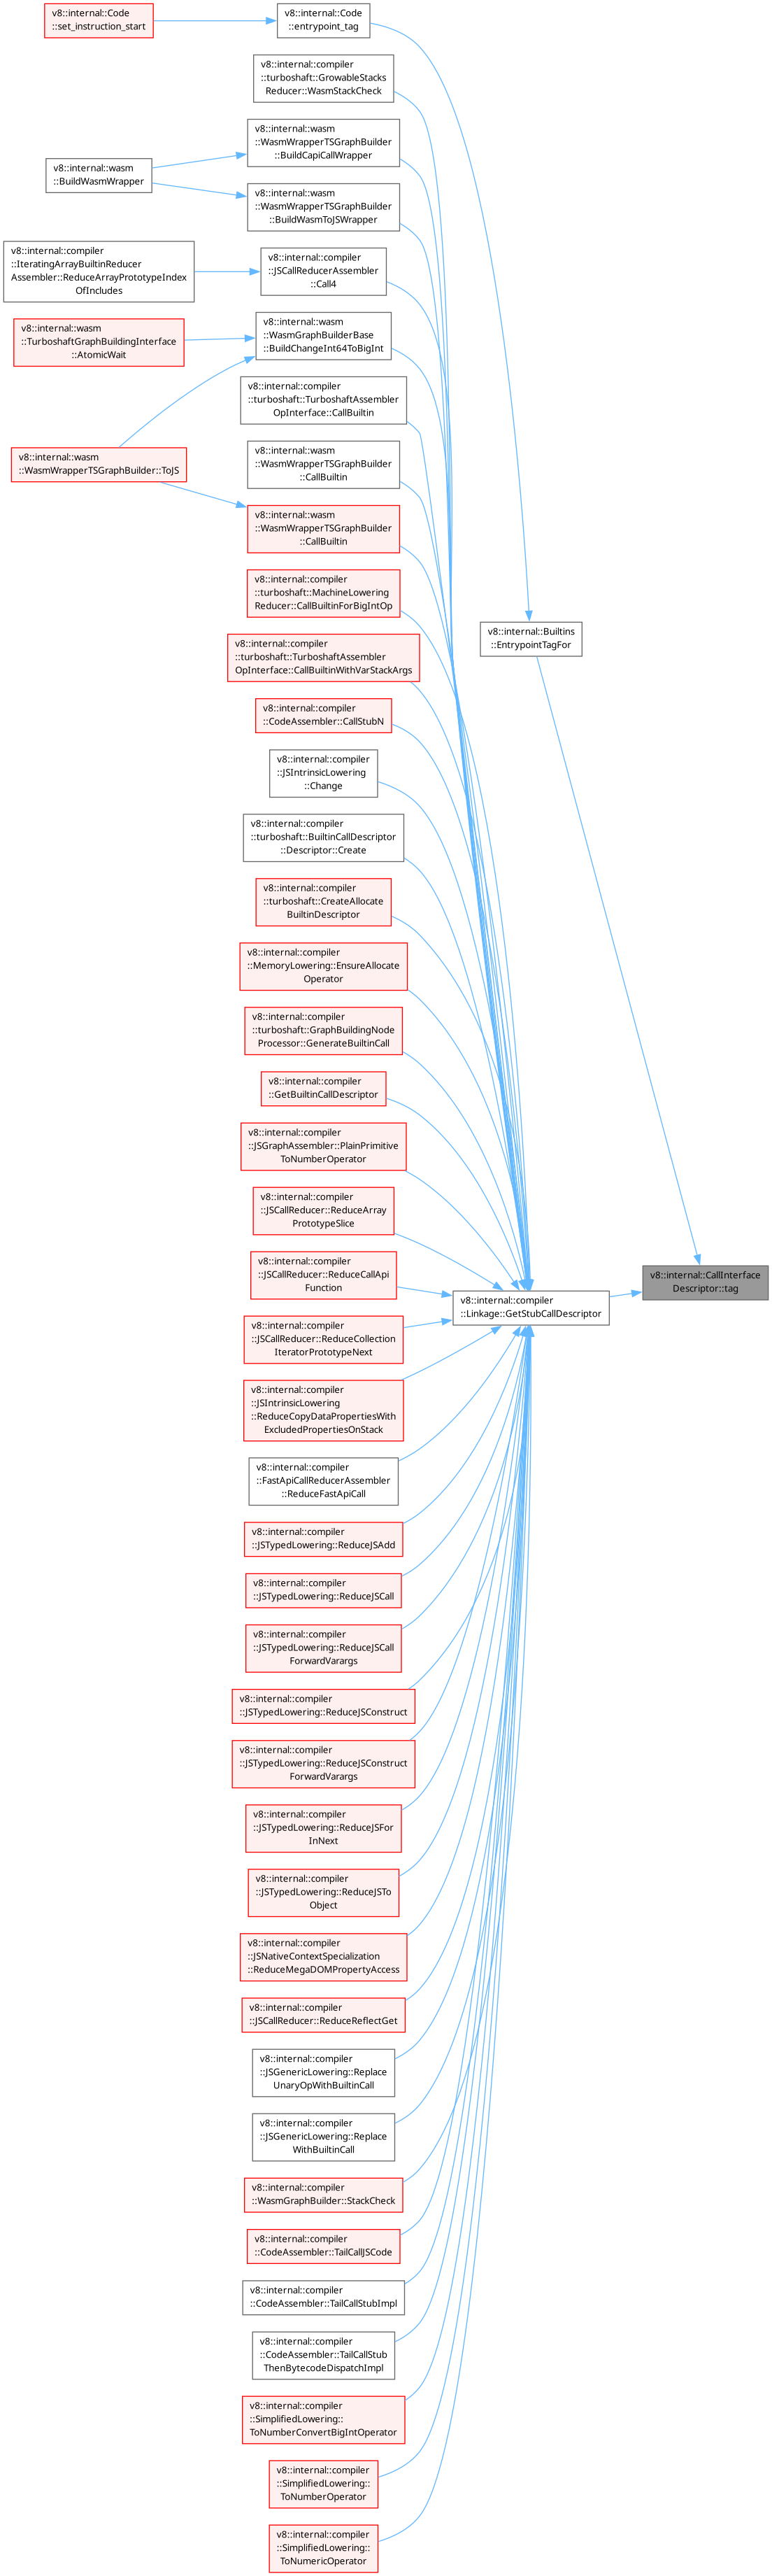 v8::internal::Code
::set_instruction_start
v8::internal::Code
::entrypoint_tag
v8::internal::compiler
::turboshaft::GrowableStacks
Reducer::WasmStackCheck
v8::internal::wasm
::WasmWrapperTSGraphBuilder
::BuildCapiCallWrapper
v8::internal::wasm
::BuildWasmWrapper
v8::internal::wasm
::WasmWrapperTSGraphBuilder
::BuildWasmToJSWrapper
v8::internal::compiler
::IteratingArrayBuiltinReducer
Assembler::ReduceArrayPrototypeIndex
OfIncludes
v8::internal::compiler
::JSCallReducerAssembler
::Call4
v8::internal::wasm
::TurboshaftGraphBuildingInterface
::AtomicWait
v8::internal::wasm
::WasmGraphBuilderBase
::BuildChangeInt64ToBigInt
v8::internal::compiler
::turboshaft::TurboshaftAssembler
OpInterface::CallBuiltin
v8::internal::wasm
::WasmWrapperTSGraphBuilder::ToJS
v8::internal::wasm
::WasmWrapperTSGraphBuilder
::CallBuiltin
v8::internal::wasm
::WasmWrapperTSGraphBuilder
::CallBuiltin
v8::internal::compiler
::turboshaft::MachineLowering
Reducer::CallBuiltinForBigIntOp
v8::internal::Builtins
::EntrypointTagFor
v8::internal::compiler
::turboshaft::TurboshaftAssembler
OpInterface::CallBuiltinWithVarStackArgs
v8::internal::compiler
::CodeAssembler::CallStubN
v8::internal::compiler
::JSIntrinsicLowering
::Change
v8::internal::compiler
::turboshaft::BuiltinCallDescriptor
::Descriptor::Create
v8::internal::compiler
::turboshaft::CreateAllocate
BuiltinDescriptor
v8::internal::compiler
::MemoryLowering::EnsureAllocate
Operator
v8::internal::compiler
::turboshaft::GraphBuildingNode
Processor::GenerateBuiltinCall
v8::internal::compiler
::GetBuiltinCallDescriptor
v8::internal::compiler
::JSGraphAssembler::PlainPrimitive
ToNumberOperator
v8::internal::compiler
::JSCallReducer::ReduceArray
PrototypeSlice
v8::internal::compiler
::JSCallReducer::ReduceCallApi
Function
v8::internal::CallInterface
Descriptor::tag
v8::internal::compiler
::Linkage::GetStubCallDescriptor
v8::internal::compiler
::JSCallReducer::ReduceCollection
IteratorPrototypeNext
v8::internal::compiler
::JSIntrinsicLowering
::ReduceCopyDataPropertiesWith
ExcludedPropertiesOnStack
v8::internal::compiler
::FastApiCallReducerAssembler
::ReduceFastApiCall
v8::internal::compiler
::JSTypedLowering::ReduceJSAdd
v8::internal::compiler
::JSTypedLowering::ReduceJSCall
v8::internal::compiler
::JSTypedLowering::ReduceJSCall
ForwardVarargs
v8::internal::compiler
::JSTypedLowering::ReduceJSConstruct
v8::internal::compiler
::JSTypedLowering::ReduceJSConstruct
ForwardVarargs
v8::internal::compiler
::JSTypedLowering::ReduceJSFor
InNext
v8::internal::compiler
::JSTypedLowering::ReduceJSTo
Object
v8::internal::compiler
::JSNativeContextSpecialization
::ReduceMegaDOMPropertyAccess
v8::internal::compiler
::JSCallReducer::ReduceReflectGet
v8::internal::compiler
::JSGenericLowering::Replace
UnaryOpWithBuiltinCall
v8::internal::compiler
::JSGenericLowering::Replace
WithBuiltinCall
v8::internal::compiler
::WasmGraphBuilder::StackCheck
v8::internal::compiler
::CodeAssembler::TailCallJSCode
v8::internal::compiler
::CodeAssembler::TailCallStubImpl
v8::internal::compiler
::CodeAssembler::TailCallStub
ThenBytecodeDispatchImpl
v8::internal::compiler
::SimplifiedLowering::
ToNumberConvertBigIntOperator
v8::internal::compiler
::SimplifiedLowering::
ToNumberOperator
v8::internal::compiler
::SimplifiedLowering::
ToNumericOperator